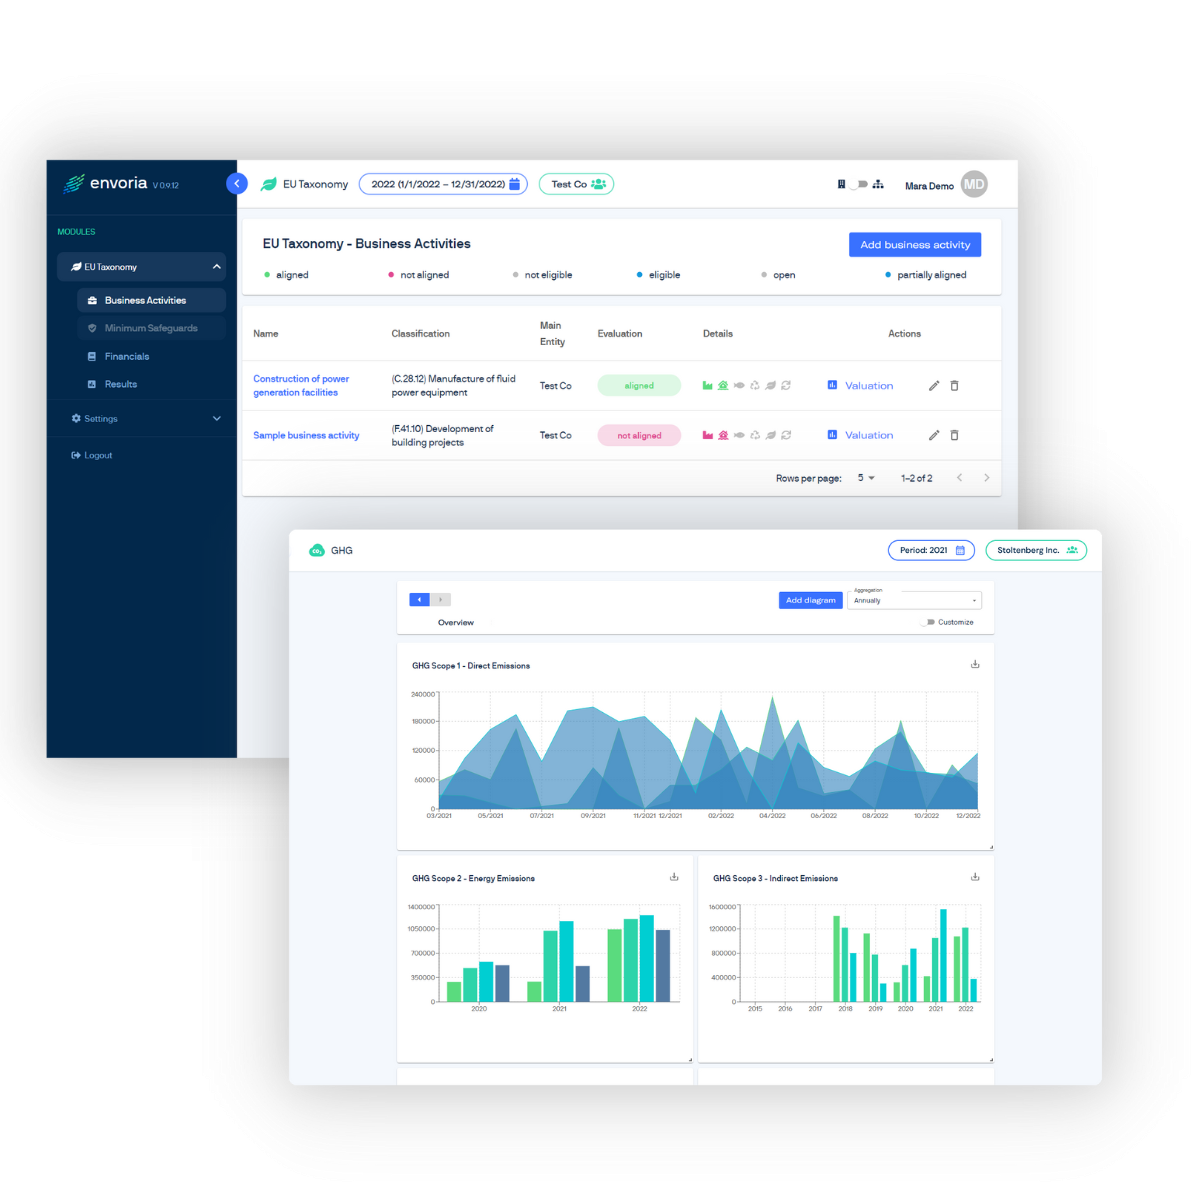 envoria V 0.9.12
EU Taxonomy
2022 (1/1/2022 – 12/31/2022)
Test Co
Mara Demo
MD
MODULES
EU Taxonomy
Business Activities
Minimum Safeguards
Financials
Results
Settings
Logout
EU Taxonomy - Business Activities
Add business activity
aligned
not aligned
not eligible
eligible
open
partially aligned
Name
Classification
Main
Entity
Evaluation
Details
Actions
Construction of power
generation facilities
(C.28.12) Manufacture of fluid
power equipment
Test Co
aligned
Valuation
Sample business activity
(F.41.10) Development of
building projects
Test Co
not aligned
Valuation
Rows per page:
5
1–2 of 2
CO2
GHG
Period: 2021
Stoltenberg Inc.
Add diagram
Aggregation
Annually
Overview
Customize
GHG Scope 1 - Direct Emissions
240000
180000
120000
60000
0
03/2021
05/2021
07/2021
09/2021
11/2021
12/2021
02/2022
04/2022
06/2022
08/2022
10/2022
12/2022
GHG Scope 2 - Energy Emissions
1400000
1050000
700000
350000
0
2020
2021
2022
GHG Scope 3 - Indirect Emissions
1600000
1200000
800000
400000
0
2015
2016
2017
2018
2019
2020
2021
2022